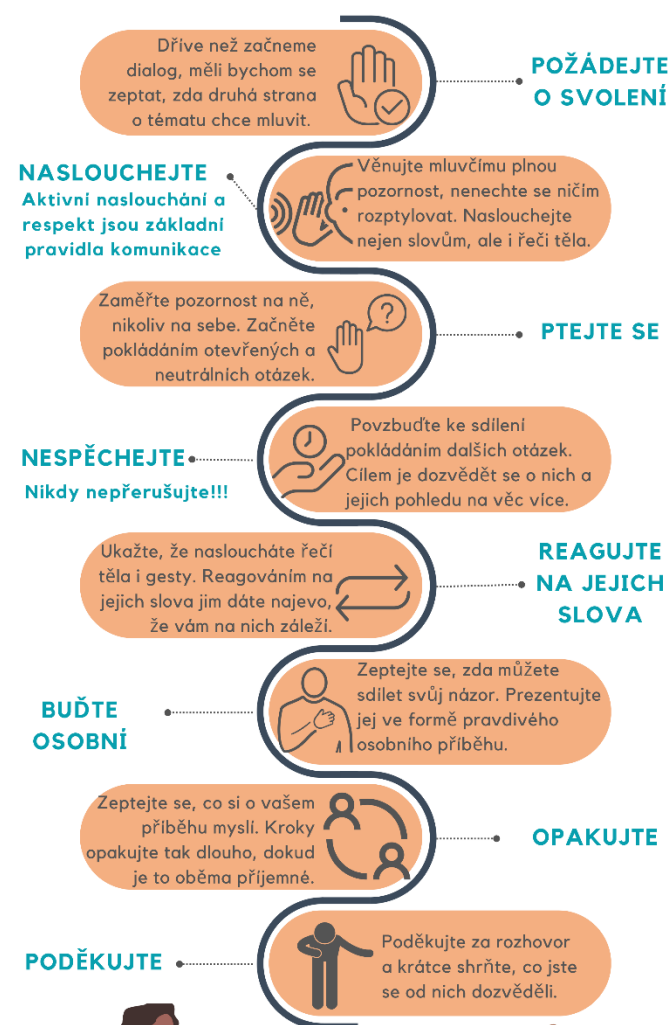 Dříve než začneme
dialog, měli bychom se
zeptat, zda druhá strana
o tématu chce mluvit.
POŽÁDEJTE
O SVOLENÍ
NASLOUCHEJTE
Aktivní naslouchání a
respekt jsou základní
pravidla komunikace
Věnujte mluvčímu plnou
pozornost, nenechte se ničím
rozptylovat. Naslouchejte
nejen slovům, ale i řeči těla.
Zaměřte pozornost na ně,
nikoliv na sebe. Začněte
pokládáním otevřených a
neutrálních otázek.
?
PTEJTE SE
NESPĚCHEJTE
Nikdy nepřerušujte!!!
Povzbuďte ke sdílení
pokládáním dalších otázek.
Cílem je dozvědět se o nich a
jejich pohledu na věc více.
Ukažte, že nasloucháte řečí
těla i gesty. Reagováním na
jejich slova jim dáte najevo,
že vám na nich záleží.
REAGUJTE
NA JEJICH
SLOVA
BUĎTE
OSOBNÍ
Zeptejte se, zda můžete
sdílet svůj názor. Prezentujte
jej ve formě pravdivého
osobního příběhu.
Zeptejte se, co si o vašem
příběhu myslí. Kroky
opakujte tak dlouho, dokud
je to oběma příjemné.
OPAKUJTE
PODĚKUJTE
Poděkujte za rozhovor
a krátce shrňte, co jste
se od nich dozvěděli.